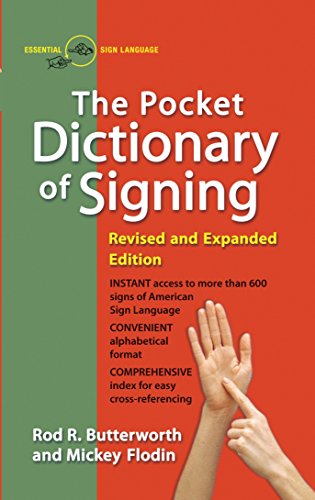 ESSENTIAL SIGN LANGUAGE
The Pocket
Dictionary
of Signing
Revised and Expanded
Edition
INSTANT access to more than 600
signs of American
Sign Language
CONVENIENT
alphabetical
format
COMPREHENSIVE
index for easy
cross-referencing
Rod R. Butterworth
and Mickey Flodin